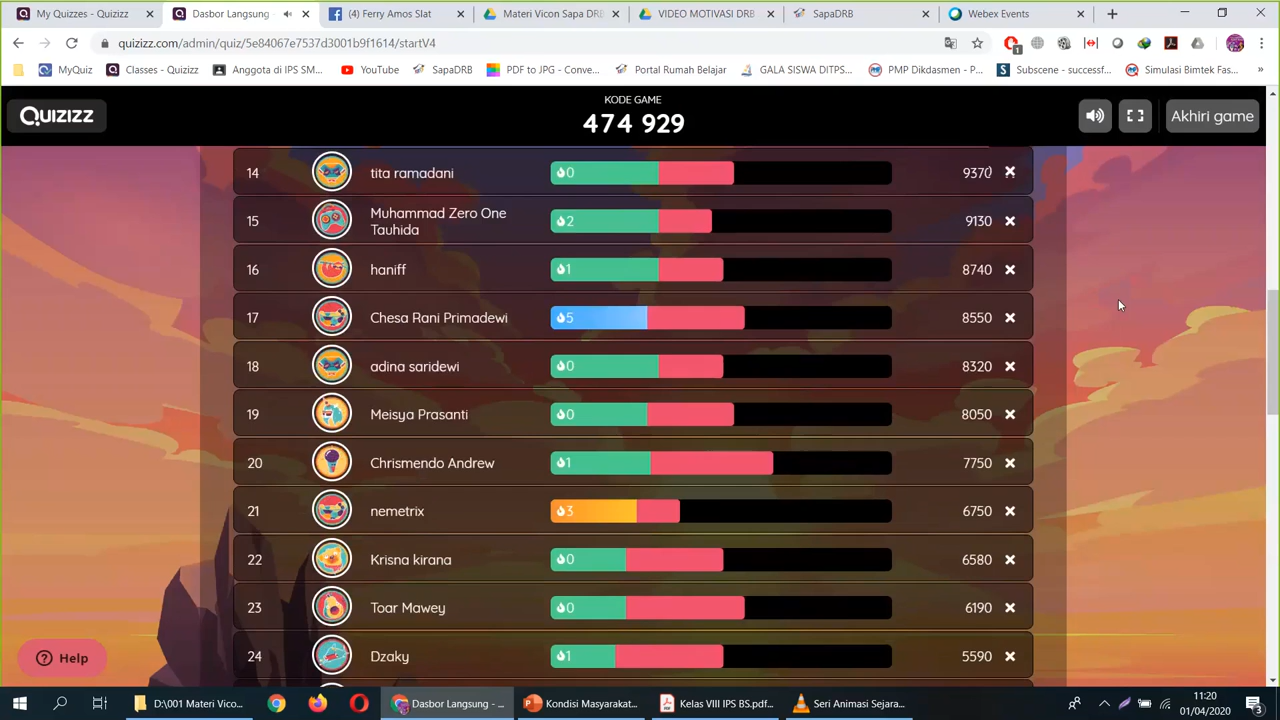 My Quizzes - Quizizz
Dasbor Langsung
(4) Ferry Amos Slat
Materi Vicon Sapa DRB
VIDEO MOTIVASI DRB
SapaDRB
Webex Events
quizizz.com/admin/quiz/5e84067e7537d3001b9f1614/startV4
1
MyQuiz
Classes - Quizizz
Anggota di IPS SM...
YouTube
SapaDRB
PDF to JPG - Conve...
Portal Rumah Belajar
GALA SISWA DITPS...
PMP Dikdasmen - P...
Subscene - successf...
Simulasi Bimtek Fas...
Quizizz
KODE GAME
474 929
Akhiri game
14 tita ramadani 0 9370
15 Muhammad Zero One Tauhida 2 9130
16 haniff 1 8740
17 Chesa Rani Primadewi 5 8550
18 adina saridewi 0 8320
19 Meisya Prasanti 0 8050
20 Chrismendo Andrew 1 7750
21 nemetrix 3 6750
22 Krisna kirana 0 6580
23 Toar Mawey 0 6190
24 Dzaky 1 5590
Help
D:\001 Materi Vico...
Dasbor Langsung - ...
Kondisi Masyarakat...
Kelas VIII IPS BS.pdf...
Seri Animasi Sejara...
11:20
01/04/2020
3